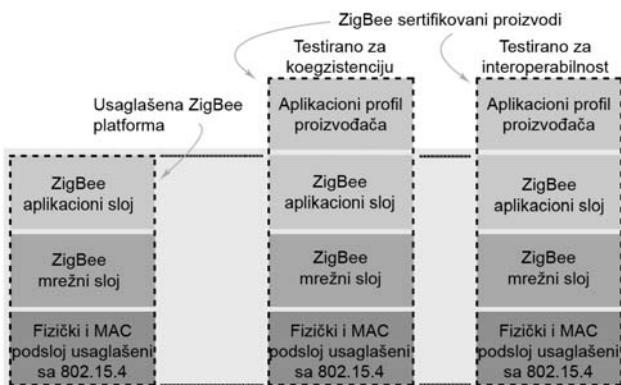 ZigBee sertifikovani proizvodi
Testirano za
koegzistenciju
Testirano za
interoperabilnost
Usaglašena ZigBee
platforma
Aplikacioni profil
proizvođača
Aplikacioni profil
proizvođača
ZigBee
aplikacioni sloj
ZigBee
aplikacioni sloj
ZigBee
aplikacioni sloj
ZigBee
mrežni sloj
ZigBee
mrežni sloj
ZigBee
mrežni sloj
Fizički i MAC
podsloj usaglašeni
sa 802.15.4
Fizički i MAC
podsloj usaglašeni
sa 802.15.4
Fizički i MAC
podsloj usaglašeni
sa 802.15.4